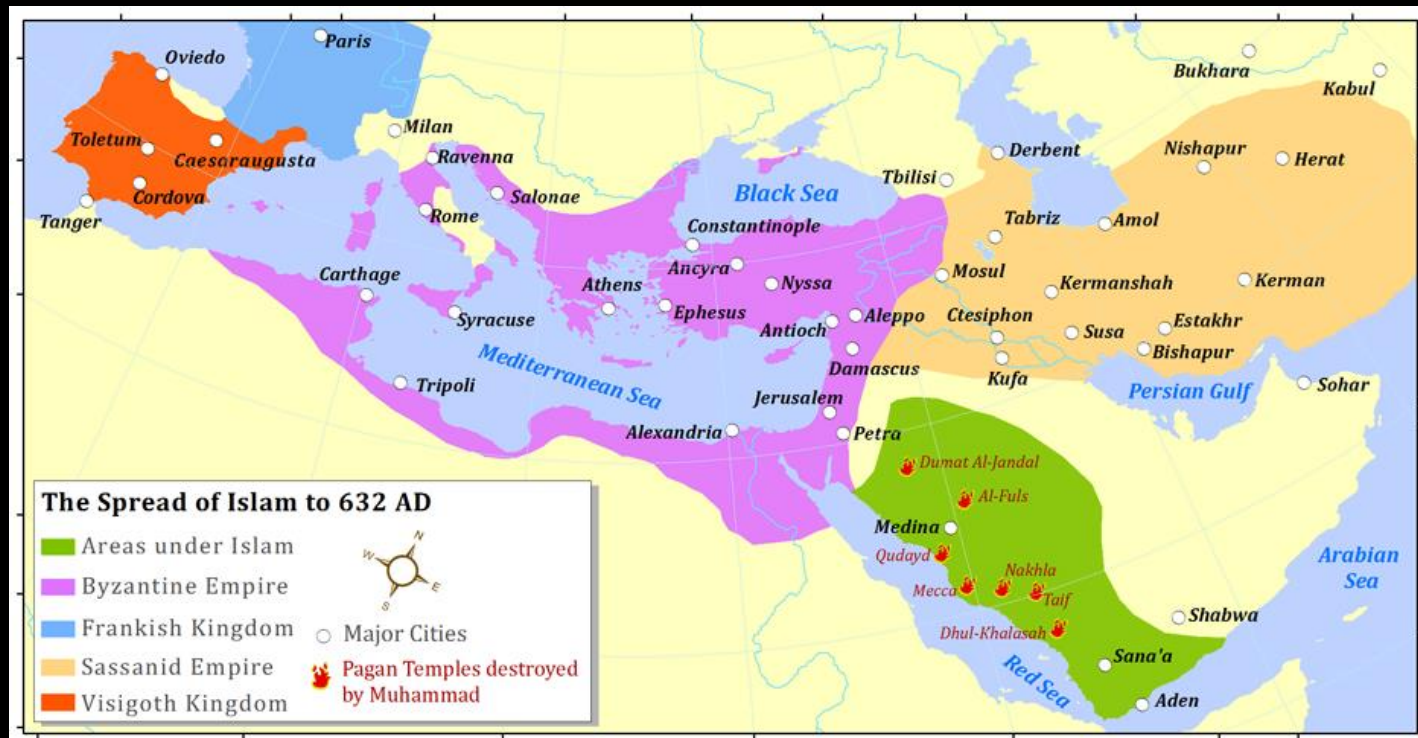 Paris
Oviedo
Bukhara
Kabul
Milan
Toletum
Caesaraugusta
Ravenna
Derbent
Nishapur
Herat
Tbilisi
Black Sea
Cordova
Salonae
Tanger
Rome
Tabriz
Amol
Constantinople
Carthage
Ancyra
Mosul
Athens
Nyssa
Kermanshah
Kerman
Syracuse
Ephesus
Antioch
Aleppo
Ctesiphon
Susa
Estakhr
Bishapur
Mediterranean Sea
Damascus
Kufa
Tripoli
Jerusalem
Persian Gulf
Sohar
Alexandria
Petra
Dumat Al-Jandal
Al-Fuls
Medina
Qudayd
Nakhla
Mecca
Taif
Arabian
Sea
Dhul-Khalasah
Shabwa
Sana'a
Red Sea
Aden
The Spread of Islam to 632 AD
Areas under Islam
Byzantine Empire
Frankish Kingdom
Sassanid Empire
Visigoth Kingdom
N
W
E
S
Major Cities
Pagan Temples destroyed
by Muhammad